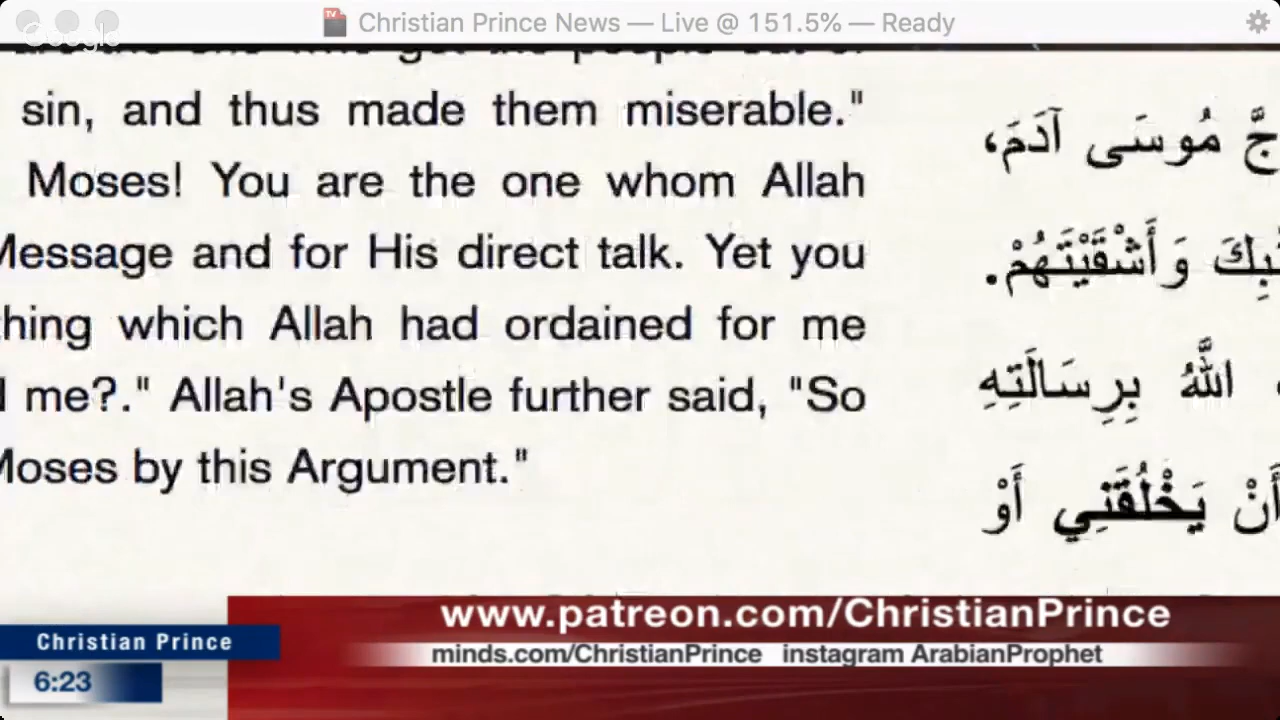 Christian Prince News — Live @ 151.5% — Ready
Google
sin, and thus made them miserable."
Moses! You are the one whom Allah
Message and for His direct talk. Yet you
thing which Allah had ordained for me
me?." Allah's Apostle further said, "So
Moses by this Argument."
جَّ مُوسَى آدَمَ،
وَأَشْقَيْتَهُمْ.
اللَّهُ بِرِسَالَتِهِ
أَنْ يَخْلُقَنِي أَوْ
www.patreon.com/ChristianPrince
Christian Prince
minds.com/ChristianPrince instagram ArabianProphet
6:23